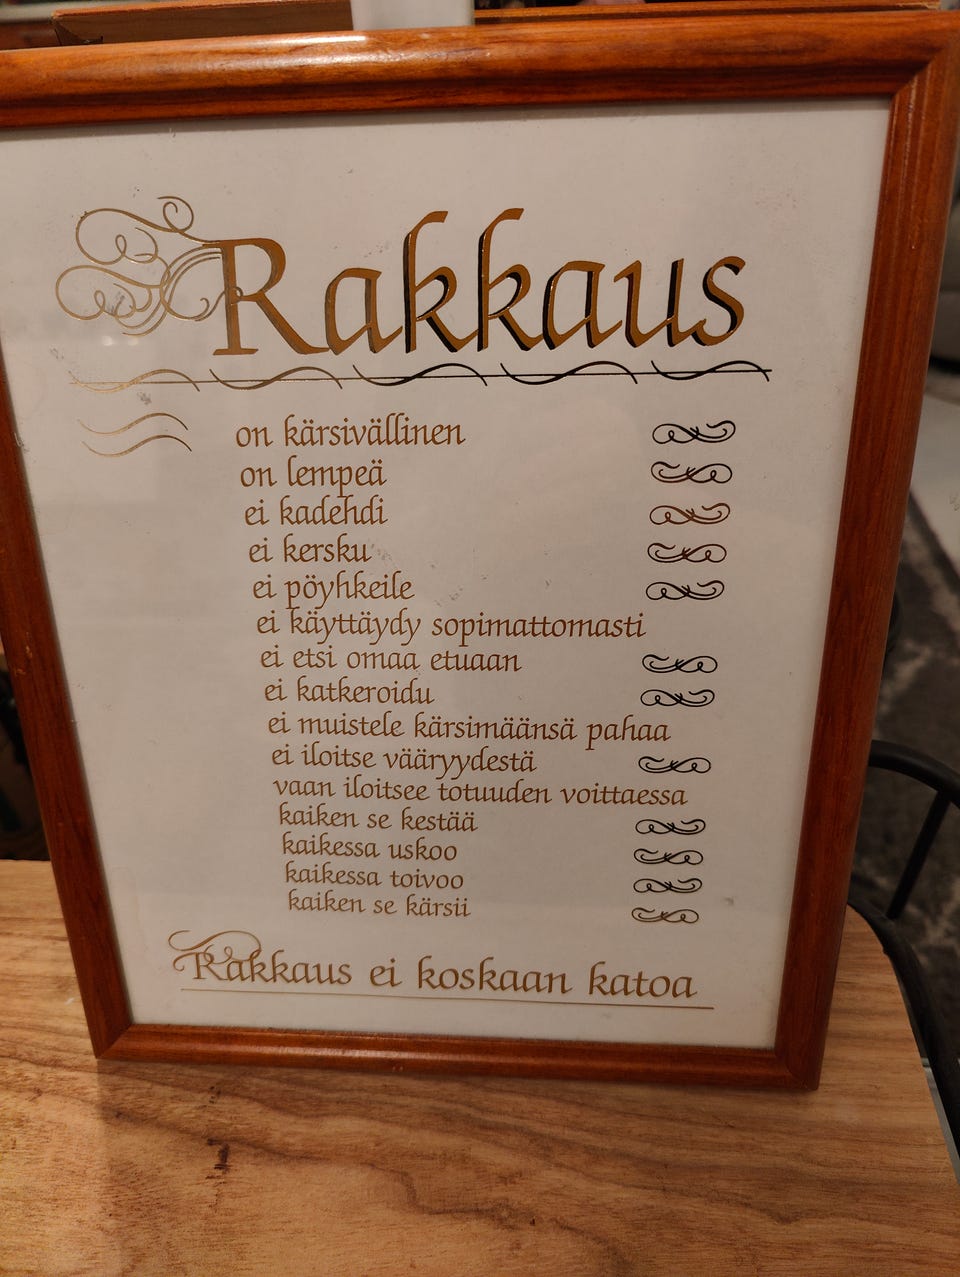 Rakkaus
on kärsivällinen
on lempeä
ei kadehdi
ei kersku
ei pöyhkeile
ei käyttäydy sopimattomasti
ei etsi omaa etuaan
ei katkeroidu
ei muistele kärsimäänsä pahaa
ei iloitse vääryydestä
vaan iloitsee totuuden voittaessa
kaiken se kestää
kaikessa uskoo
kaikessa toivoo
kaiken se kärsii
Rakkaus ei koskaan katoa